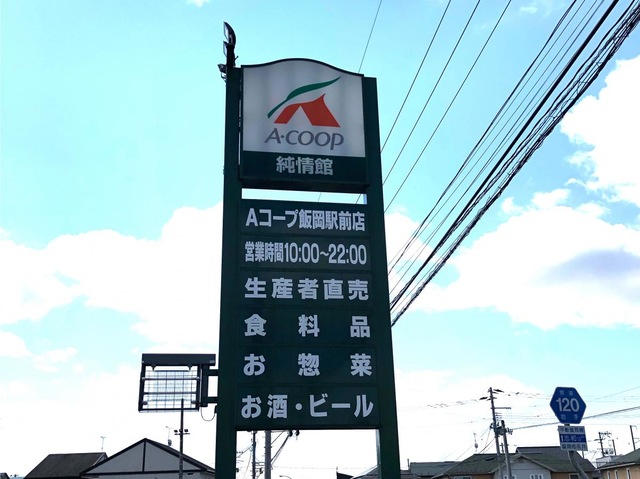 A·COOP
純情館
Aコープ飯岡駅前店
営業時間10:00~22:00
生産者直売
食料品
お惣菜
お酒・ビール
120